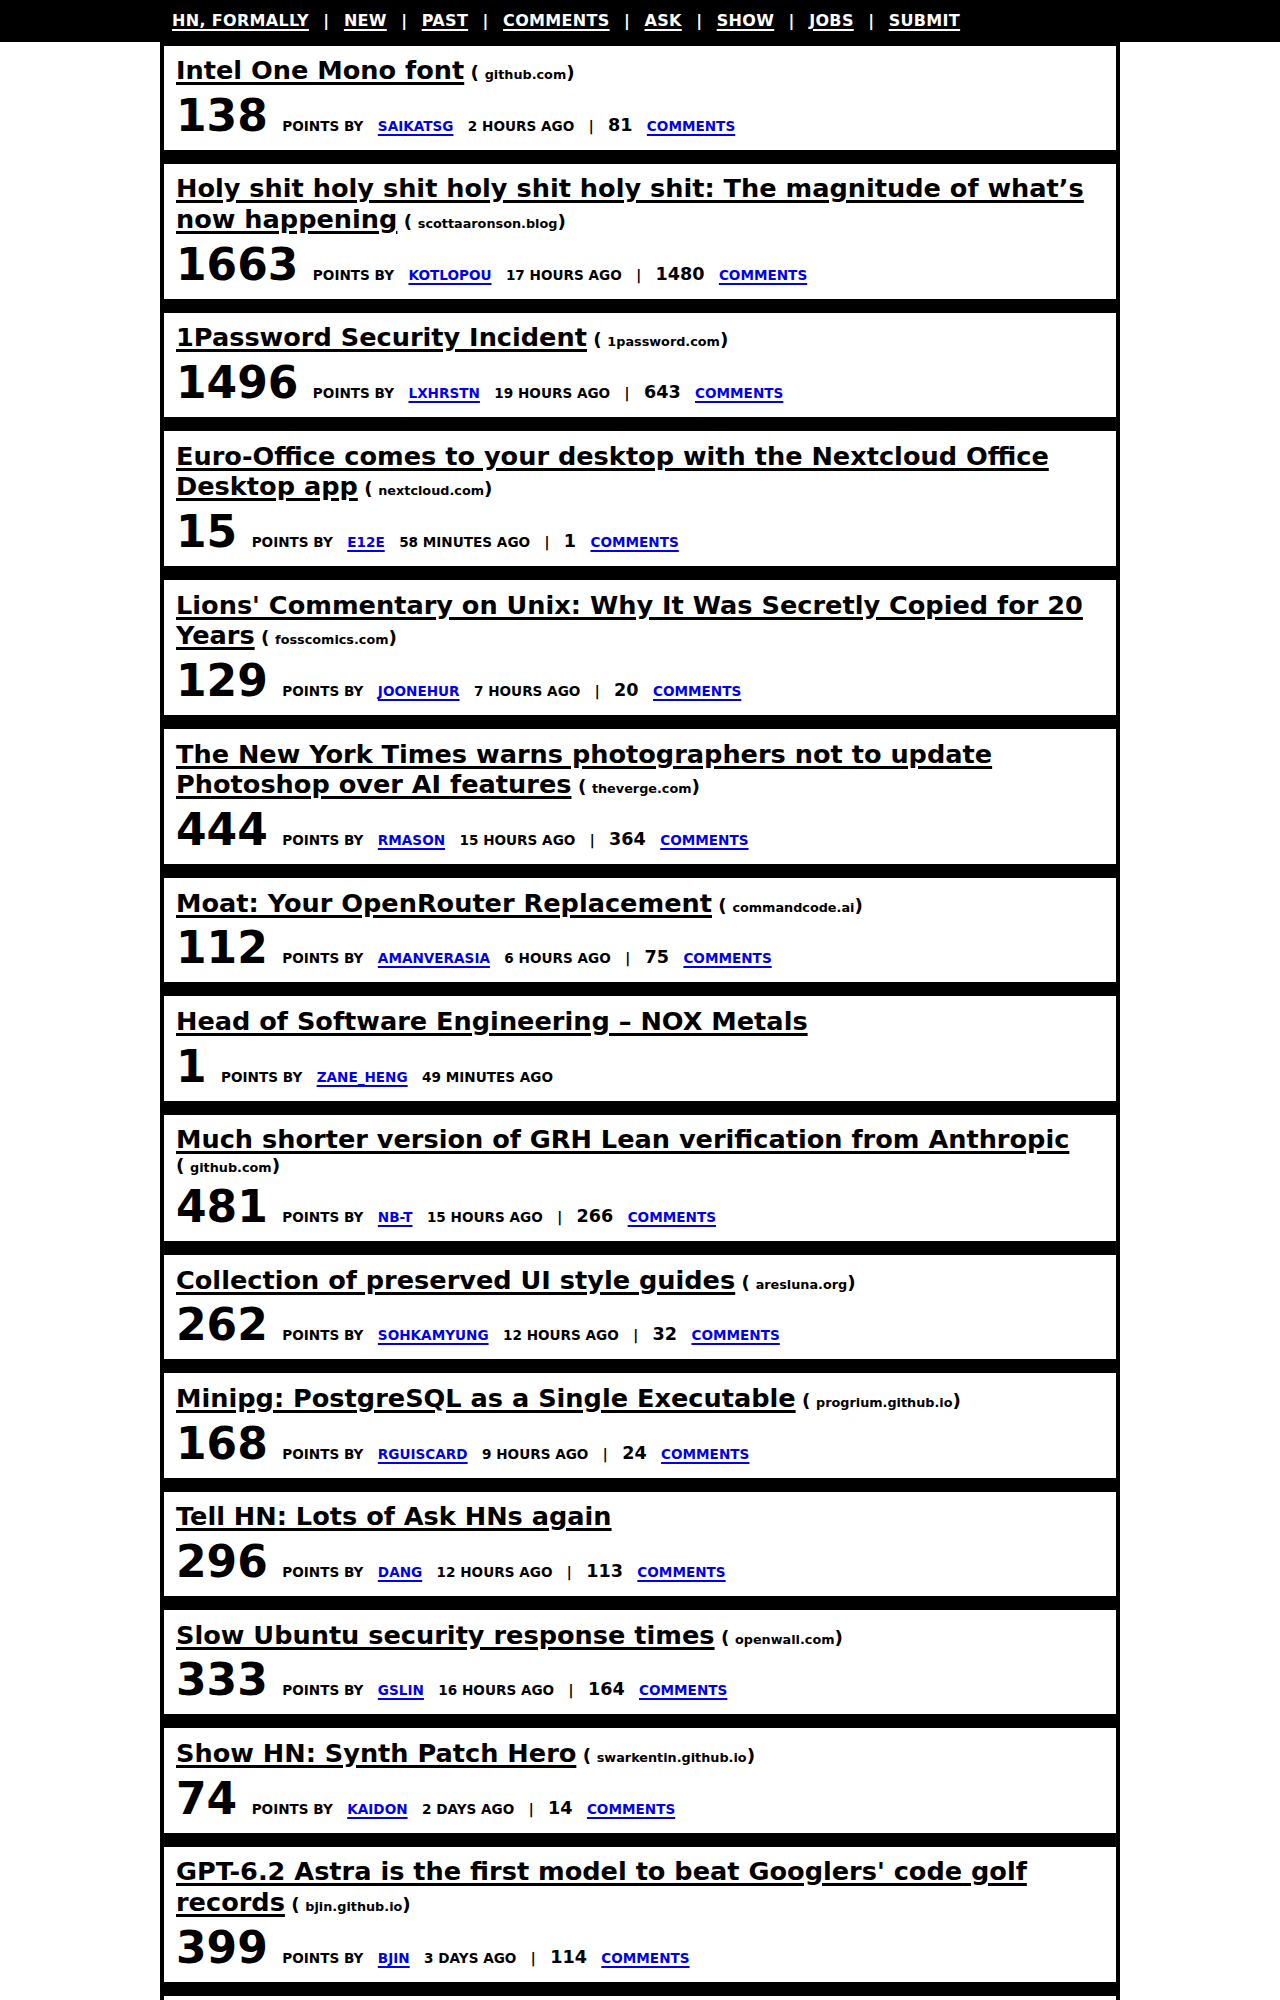 HN, FORMALLY | NEW | PAST | COMMENTS | ASK | SHOW | JOBS | SUBMIT
Intel One Mono font ( github.com)
138 POINTS BY SAIKATSG 2 HOURS AGO | 81 COMMENTS
Holy shit holy shit holy shit holy shit: The magnitude of what’s
now happening ( scottaaronson.blog)
1663 POINTS BY KOTLOPOU 17 HOURS AGO | 1480 COMMENTS
1Password Security Incident ( 1password.com)
1496 POINTS BY LXHRSTN 19 HOURS AGO | 643 COMMENTS
Euro-Office comes to your desktop with the Nextcloud Office
Desktop app ( nextcloud.com)
15 POINTS BY E12E 58 MINUTES AGO | 1 COMMENTS
Lions' Commentary on Unix: Why It Was Secretly Copied for 20
Years ( fosscomics.com)
129 POINTS BY JOONEHUR 7 HOURS AGO | 20 COMMENTS
The New York Times warns photographers not to update
Photoshop over AI features ( theverge.com)
444 POINTS BY RMASON 15 HOURS AGO | 364 COMMENTS
Moat: Your OpenRouter Replacement ( commandcode.ai)
112 POINTS BY AMANVERASIA 6 HOURS AGO | 75 COMMENTS
Head of Software Engineering – NOX Metals
1 POINTS BY ZANE_HENG 49 MINUTES AGO
Much shorter version of GRH Lean verification from Anthropic
( github.com)
481 POINTS BY NB-T 15 HOURS AGO | 266 COMMENTS
Collection of preserved UI style guides ( aresluna.org)
262 POINTS BY SOHKAMYUNG 12 HOURS AGO | 32 COMMENTS
Minipg: PostgreSQL as a Single Executable ( progrium.github.io)
168 POINTS BY RGUISCARD 9 HOURS AGO | 24 COMMENTS
Tell HN: Lots of Ask HNs again
296 POINTS BY DANG 12 HOURS AGO | 113 COMMENTS
Slow Ubuntu security response times ( openwall.com)
333 POINTS BY GSLIN 16 HOURS AGO | 164 COMMENTS
Show HN: Synth Patch Hero ( swarkentin.github.io)
74 POINTS BY KAIDON 2 DAYS AGO | 14 COMMENTS
GPT-6.2 Astra is the first model to beat Googlers' code golf
records ( bjin.github.io)
399 POINTS BY BJIN 3 DAYS AGO | 114 COMMENTS